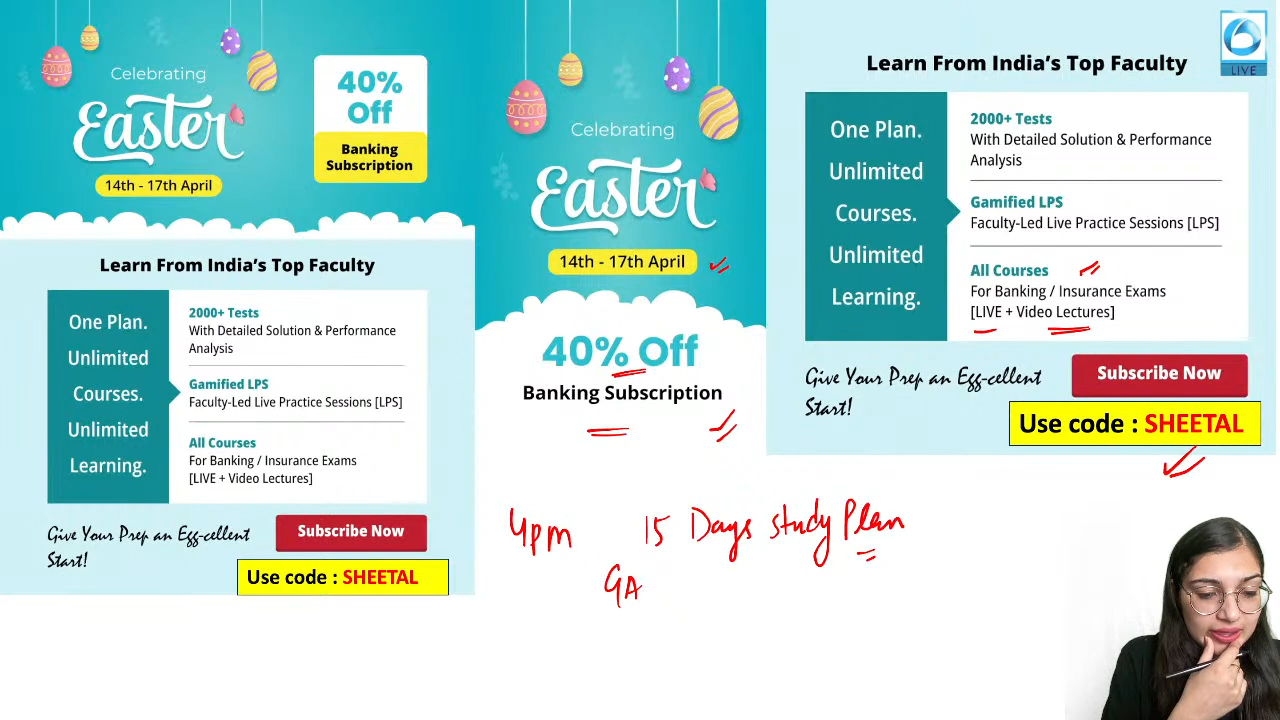 Celebrating
Easter
14th - 17th April
40%
Off
Banking
Subscription
Learn From India's Top Faculty
One Plan.
Unlimited
Courses.
Unlimited
Learning.
2000+ Tests
With Detailed Solution & Performance
Analysis
Gamified LPS
Faculty-Led Live Practice Sessions [LPS]
All Courses
For Banking / Insurance Exams
[LIVE + Video Lectures]
Give Your Prep an Egg-cellent
Start!
Subscribe Now
Use code : SHEETAL
Celebrating
Easter
14th - 17th April
40% Off
Banking Subscription
LIVE
Learn From India's Top Faculty
One Plan.
Unlimited
Courses.
Unlimited
Learning.
2000+ Tests
With Detailed Solution & Performance
Analysis
Gamified LPS
Faculty-Led Live Practice Sessions [LPS]
All Courses
For Banking / Insurance Exams
[LIVE + Video Lectures]
Give Your Prep an Egg-cellent
Start!
Subscribe Now
Use code : SHEETAL
4pm 15 Days Study Plan
GA